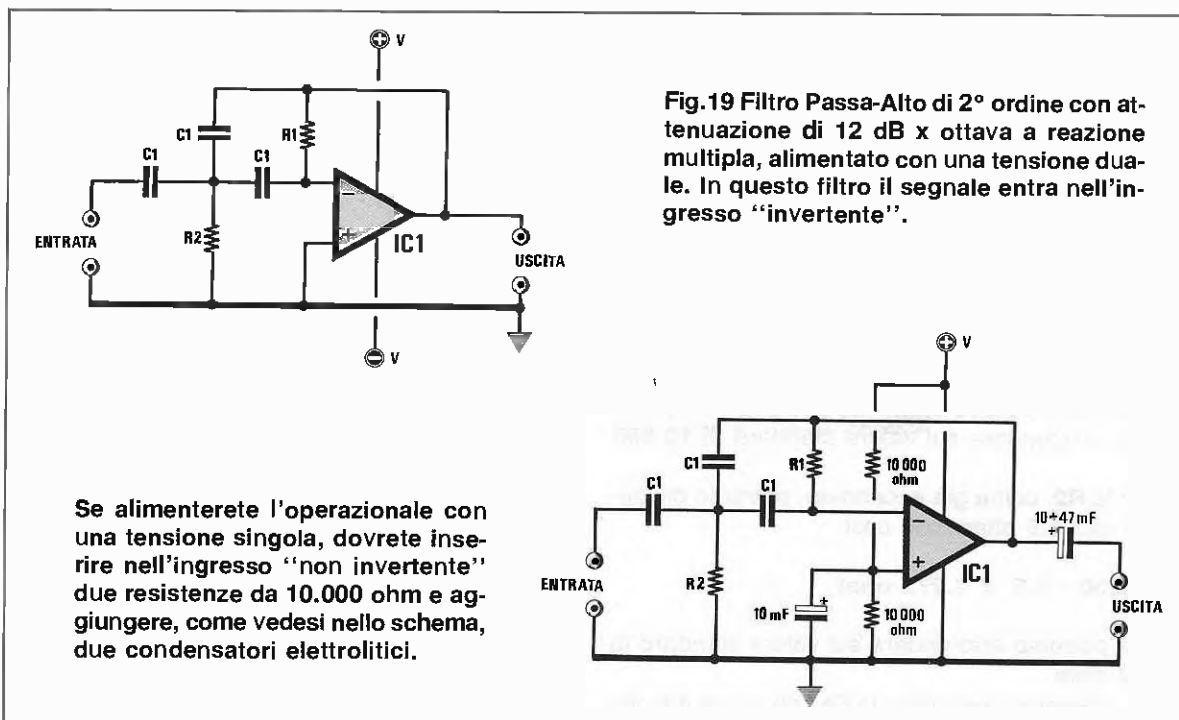 V
C1
R1
C1
C1
R2
ENTRATA
−
+
IC1
USCITA
V
Fig.19 Filtro Passa-Alto di 2° ordine con at-
tenuazione di 12 dB x ottava a reazione
multipla, alimentato con una tensione dua-
le. In questo filtro il segnale entra nell'in-
gresso "invertente".
Se alimenterete l'operazionale con
una tensione singola, dovrete inse-
rire nell'ingresso "non invertente"
due resistenze da 10.000 ohm e ag-
giungere, come vedesi nello schema,
due condensatori elettrolitici.
V
C1
R1
10 000
ohm
C1
C1
R2
ENTRATA
−
+
IC1
10÷47mF
+
10 mF
+
10 000
ohm
USCITA